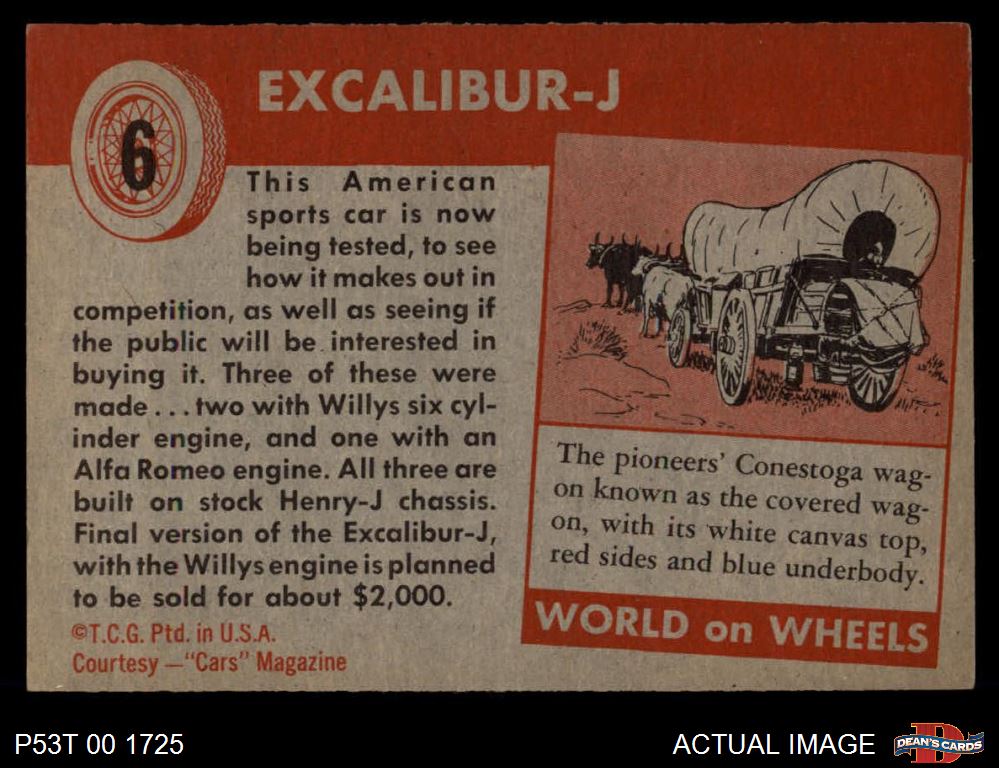 6
EXCALIBUR-J
This American
sports car is now
being tested, to see
how it makes out in
competition, as well as seeing if
the public will be interested in
buying it. Three of these were
made...two with Willys six cyl-
inder engine, and one with an
Alfa Romeo engine. All three are
built on stock Henry-J chassis.
Final version of the Excalibur-J,
with the Willys engine is planned
to be sold for about $2,000.
©T.C.G. Ptd. in U.S.A.
Courtesy —"Cars" Magazine
The pioneers' Conestoga wag-
on known as the covered wag-
on, with its white canvas top,
red sides and blue underbody.
WORLD on WHEELS
P53T 00 1725
ACTUAL IMAGE
D
DEAN'S CARDS